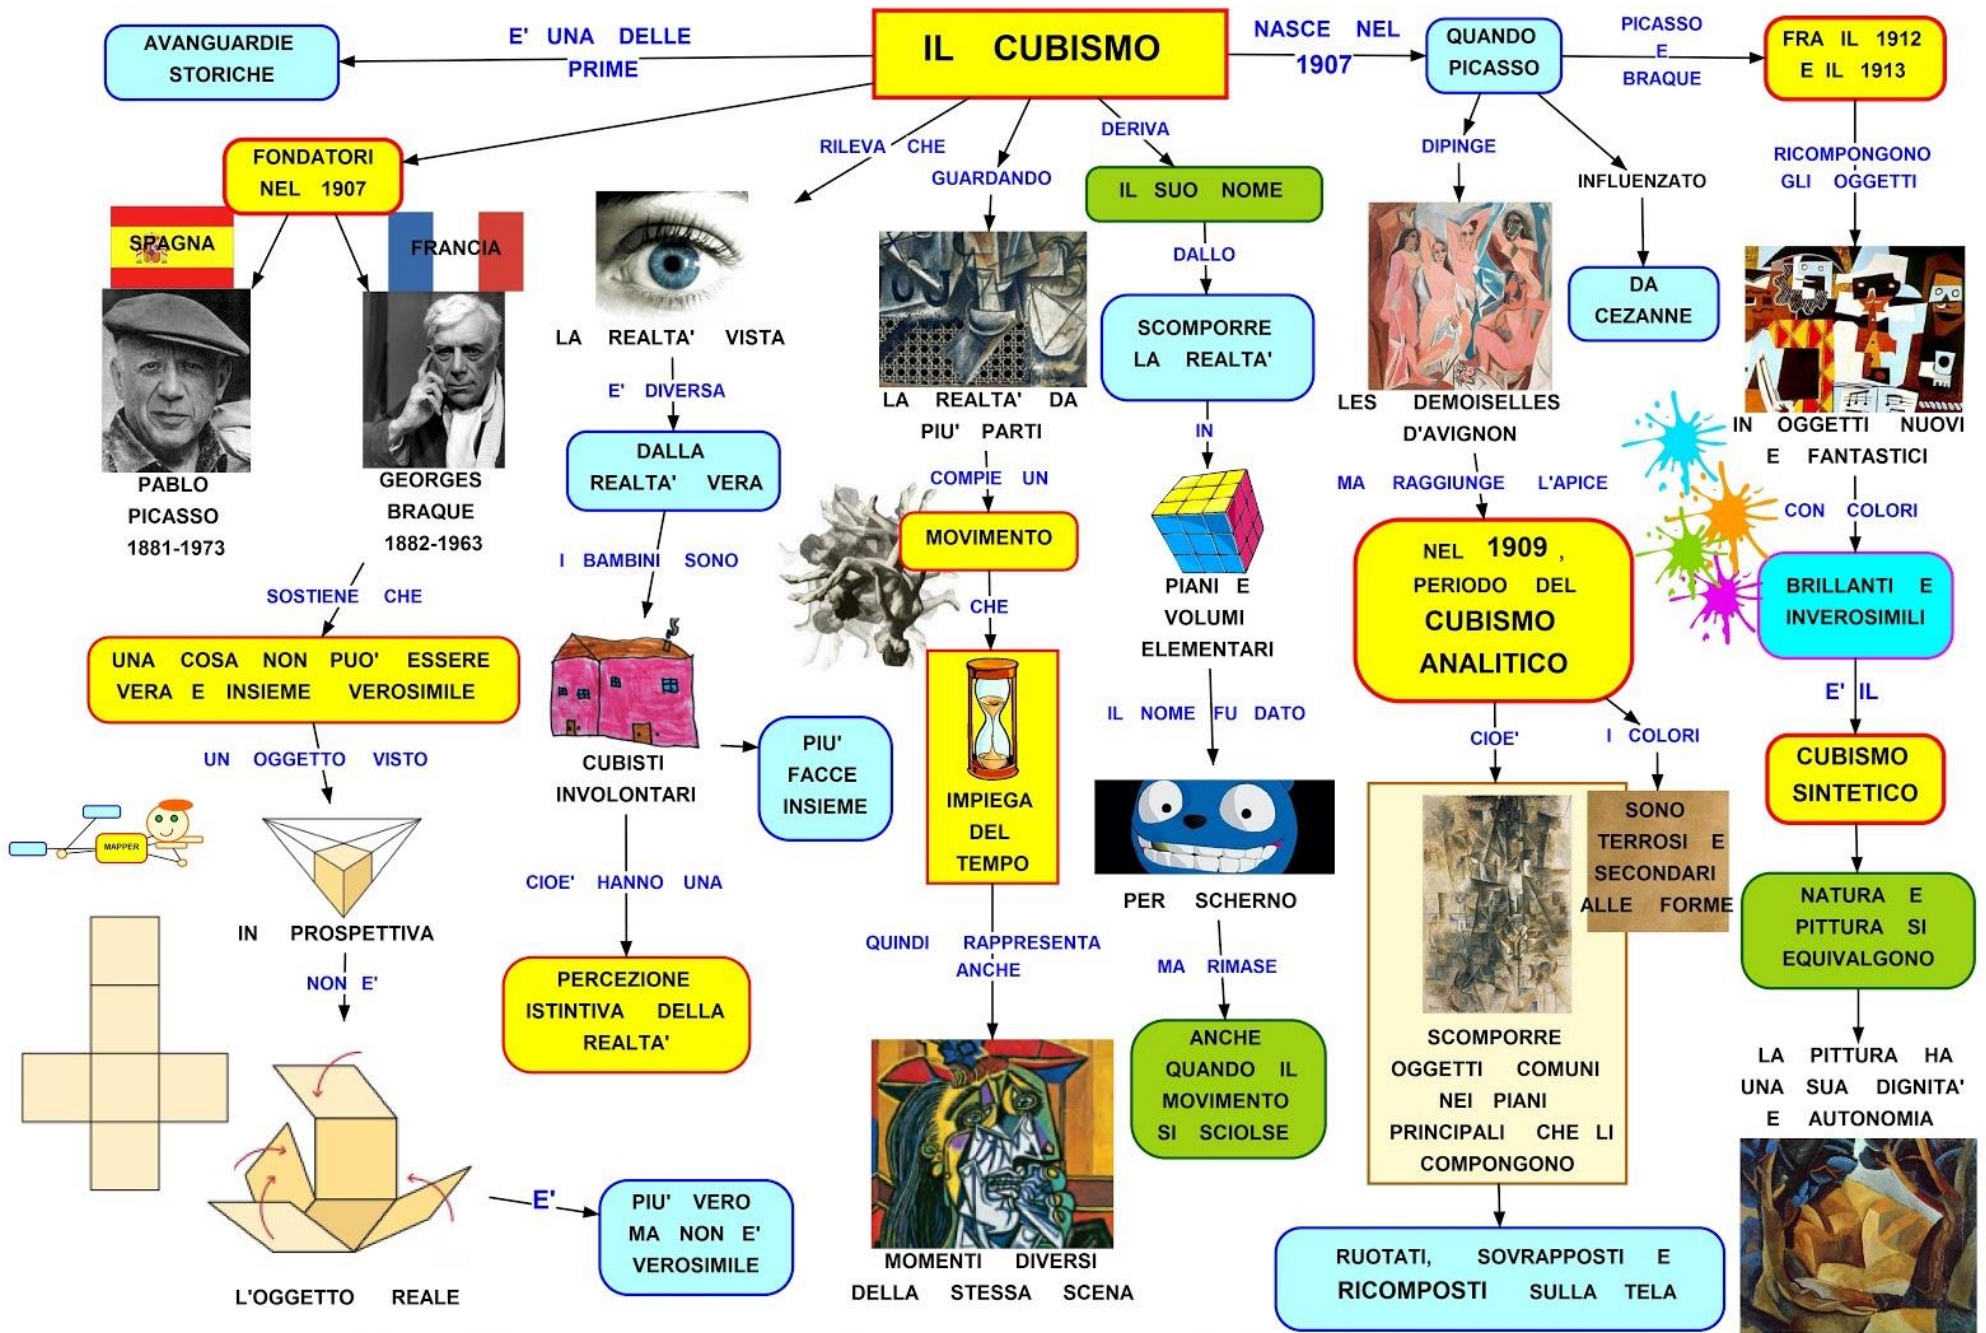 IL CUBISMO
E' UNA DELLE
PRIME
AVANGUARDIE
STORICHE
FONDATORI
NEL 1907
SPAGNA
FRANCIA
PABLO
PICASSO
1881-1973
GEORGES
BRAQUE
1882-1963
SOSTIENE CHE
UNA COSA NON PUO' ESSERE
VERA E INSIEME VEROSIMILE
UN OGGETTO VISTO
MAPPER
IN PROSPETTIVA
NON E'
L'OGGETTO REALE
E'
PIU' VERO
MA NON E'
VEROSIMILE
RILEVA CHE
LA REALTA' VISTA
E' DIVERSA
DALLA
REALTA' VERA
I BAMBINI SONO
CUBISTI
INVOLONTARI
PIU'
FACCE
INSIEME
CIOE' HANNO UNA
PERCEZIONE
ISTINTIVA DELLA
REALTA'
GUARDANDO
LA REALTA' DA
PIU' PARTI
COMPIE UN
MOVIMENTO
CHE
IMPIEGA
DEL
TEMPO
QUINDI RAPPRESENTA
ANCHE
MOMENTI DIVERSI
DELLA STESSA SCENA
DERIVA
IL SUO NOME
DALLO
SCOMPORRE
LA REALTA'
IN
PIANI E
VOLUMI
ELEMENTARI
IL NOME FU DATO
PER SCHERNO
MA RIMASE
ANCHE
QUANDO IL
MOVIMENTO
SI SCIOLSE
NASCE NEL
1907
QUANDO
PICASSO
DIPINGE
LES DEMOISELLES
D'AVIGNON
INFLUENZATO
DA
CEZANNE
MA RAGGIUNGE L'APICE
NEL 1909 ,
PERIODO DEL
CUBISMO
ANALITICO
CIOE'
SCOMPORRE
OGGETTI COMUNI
NEI PIANI
PRINCIPALI CHE LI
COMPONGONO
RUOTATI, SOVRAPPOSTI E
RICOMPOSTI SULLA TELA
I COLORI
SONO
TERROSI E
SECONDARI
ALLE FORME
PICASSO
E
BRAQUE
FRA IL 1912
E IL 1913
RICOMPONGONO
GLI OGGETTI
IN OGGETTI NUOVI
E FANTASTICI
CON COLORI
BRILLANTI E
INVEROSIMILI
E' IL
CUBISMO
SINTETICO
NATURA E
PITTURA SI
EQUIVALGONO
LA PITTURA HA
UNA SUA DIGNITA'
E AUTONOMIA